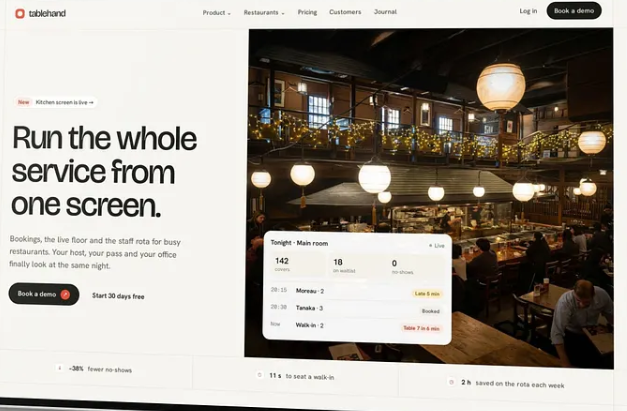 tablehand
Product
Restaurants
Pricing
Customers
Journal
Log in
Book a demo
New Kitchen screen is live →
Run the whole
service from
one screen.
Bookings, the live floor and the staff rota for busy
restaurants. Your host, your pass and your office
finally look at the same night.
Book a demo
Start 30 days free
Tonight · Main room
Live
142
18
0
covers
on waitlist
no-shows
20:15 Moreau · 2 Late 8 min
20:30 Tanaka · 3 Booked
Now Walk-in · 2 Table 7 in 6 min
-38% fewer no-shows
11 s to seat a walk-in
2 h saved on the rota each week